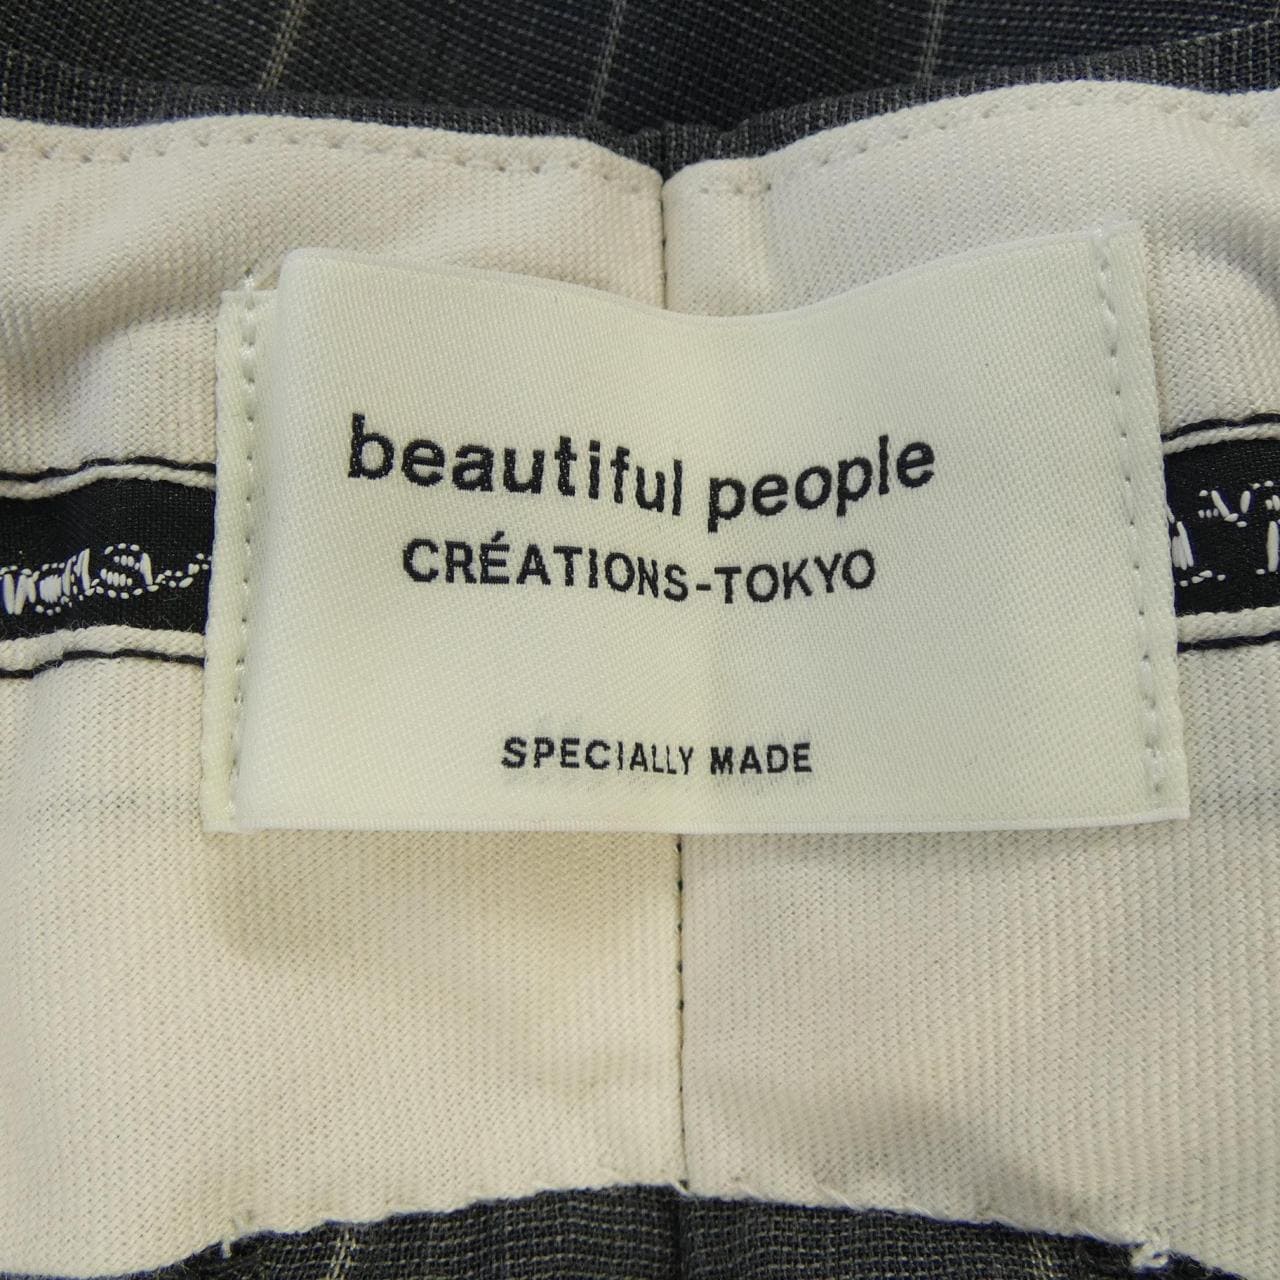 beautiful people
CRÉATIONS-TOKYO
SPECIALLY MADE